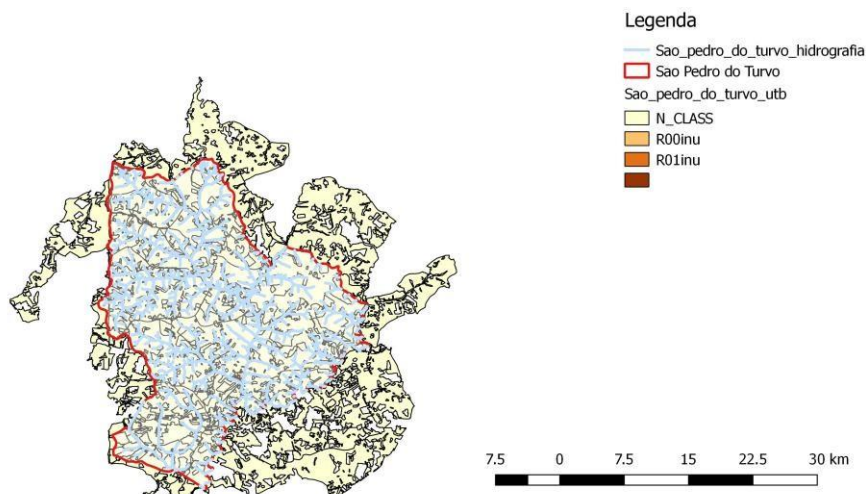 Legenda
Sao_pedro_do_turvo_hidrografia
Sao Pedro do Turvo
Sao_pedro_do_turvo_utb
N_CLASS
R00inu
R01inu
7.5 0 7.5 15 22.5 30 km